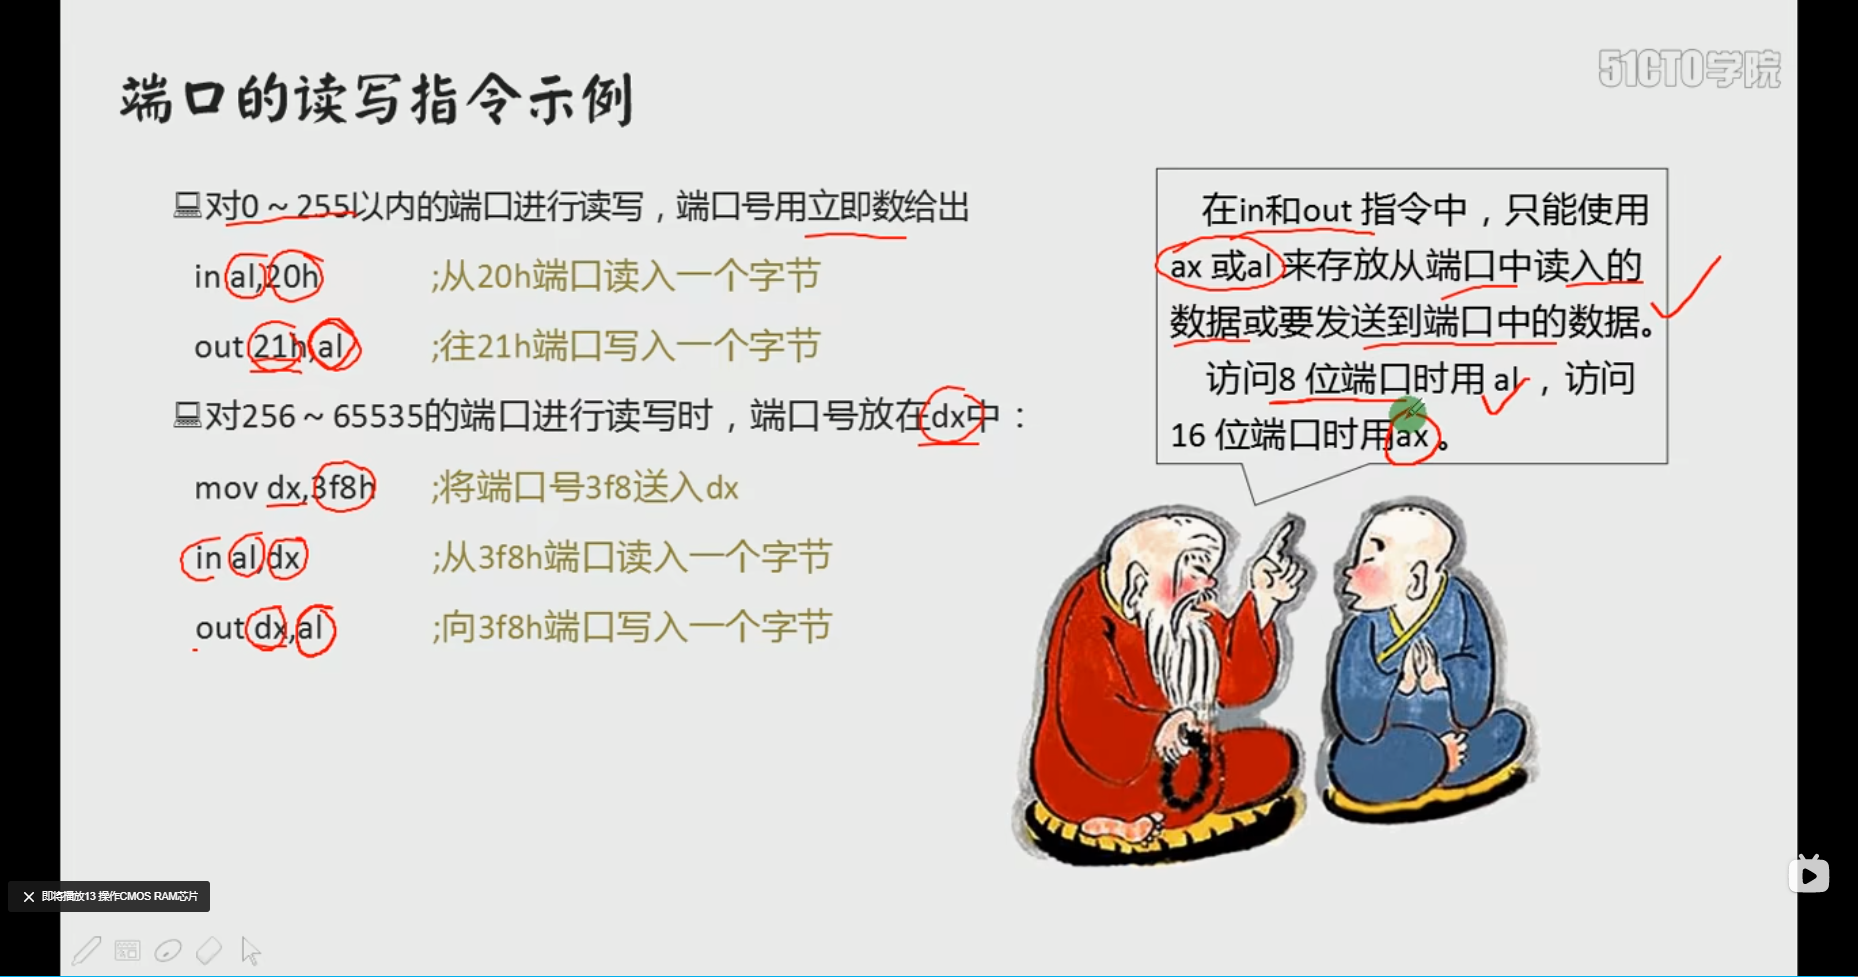 51CTO学院
端口的读写指令示例
对0～255以内的端口进行读写，端口号用立即数给出
in al,20h ;从20h端口读入一个字节
out 21h,al ;往21h端口写入一个字节
对256～65535的端口进行读写时，端口号放在dx中：
mov dx,3f8h ;将端口号3f8送入dx
in al,dx ;从3f8h端口读入一个字节
out dx,al ;向3f8h端口写入一个字节
在in和out 指令中，只能使用
ax 或al 来存放从端口中读入的
数据或要发送到端口中的数据。
访问8 位端口时用 al ，访问
16 位端口时用ax 。
即将播放13 操作CMOS RAM芯片